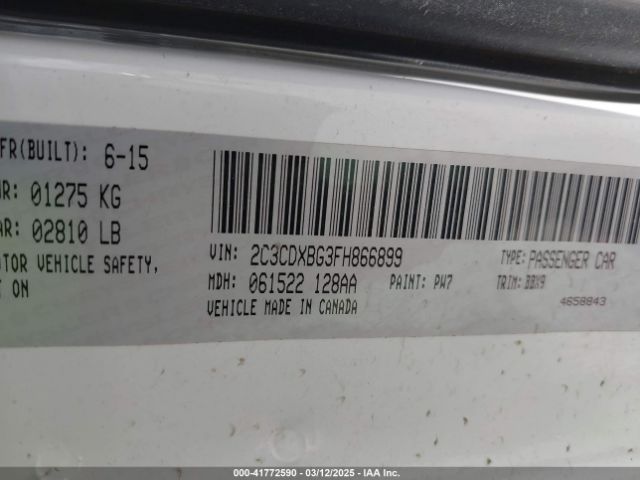 FR(BUILT): 6-15
R: 01275 KG
AR: 02810 LB
TOR VEHICLE SAFETY,
T ON
VIN: 2C3CDXBG3FH866899
TYPE: PASSENGER CAR
MDH: 061522 128AA
PAINT: PW7
TRIM: BBX9
VEHICLE MADE IN CANADA
4658843
000-41772590 - 03/12/2025 - IAA Inc.